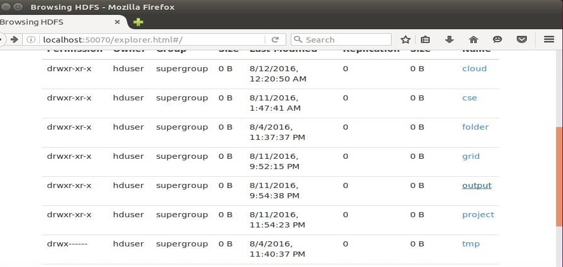 Browsing HDFS - Mozilla Firefox
Browsing HDFS
localhost:50070/explorer.html#/
Search
Permission Owner Group Size Last Modified Replication Size Name
drwxr-xr-x hduser supergroup 0 B 8/12/2016, 12:20:50 AM 0 0 B cloud
drwxr-xr-x hduser supergroup 0 B 8/11/2016, 1:47:41 AM 0 0 B cse
drwxr-xr-x hduser supergroup 0 B 8/4/2016, 11:37:37 PM 0 0 B folder
drwxr-xr-x hduser supergroup 0 B 8/11/2016, 9:52:15 PM 0 0 B grid
drwxr-xr-x hduser supergroup 0 B 8/11/2016, 9:54:38 PM 0 0 B output
drwxr-xr-x hduser supergroup 0 B 8/11/2016, 11:54:23 PM 0 0 B project
drwx------ hduser supergroup 0 B 8/4/2016, 11:40:37 PM 0 0 B tmp